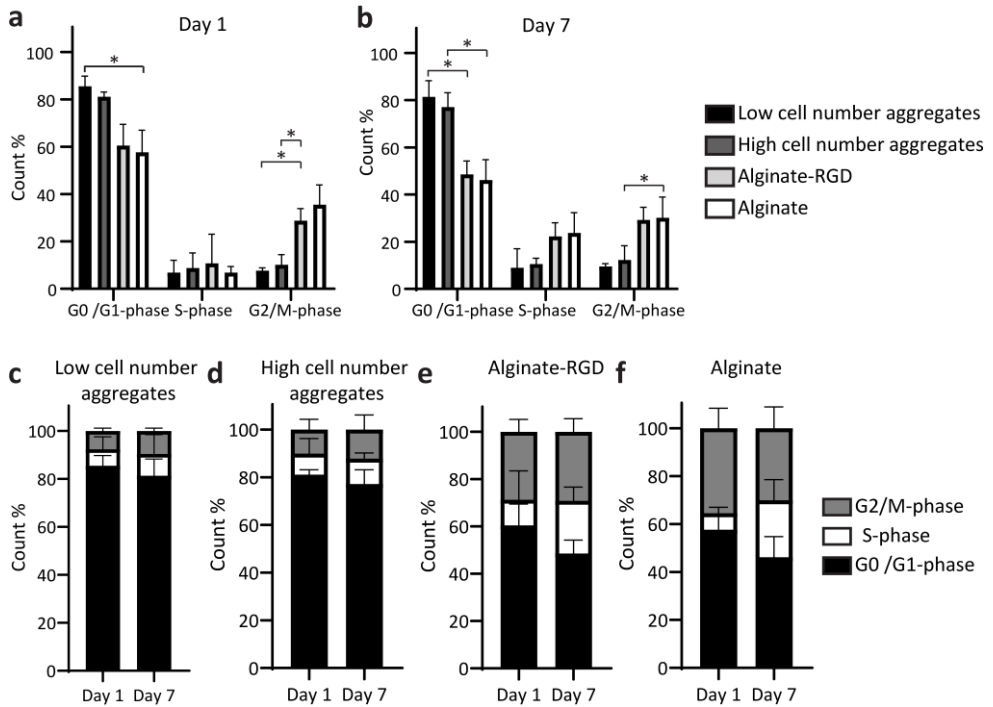 a
Day 1
100
80
60
40
20
0
Count %
*
*
*
G0 /G1-phase S-phase G2/M-phase
b
Day 7
100
80
60
40
20
0
Count %
*
*
*
G0 /G1-phase S-phase G2/M-phase
Low cell number aggregates
High cell number aggregates
Alginate-RGD
Alginate
c
Low cell number
aggregates
100
80
60
40
20
0
Count %
Day 1 Day 7
d
High cell number
aggregates
100
80
60
40
20
0
Count %
Day 1 Day 7
e
Alginate-RGD
100
80
60
40
20
0
Count %
Day 1 Day 7
f
Alginate
100
80
60
40
20
0
Count %
Day 1 Day 7
G2/M-phase
S-phase
G0 /G1-phase